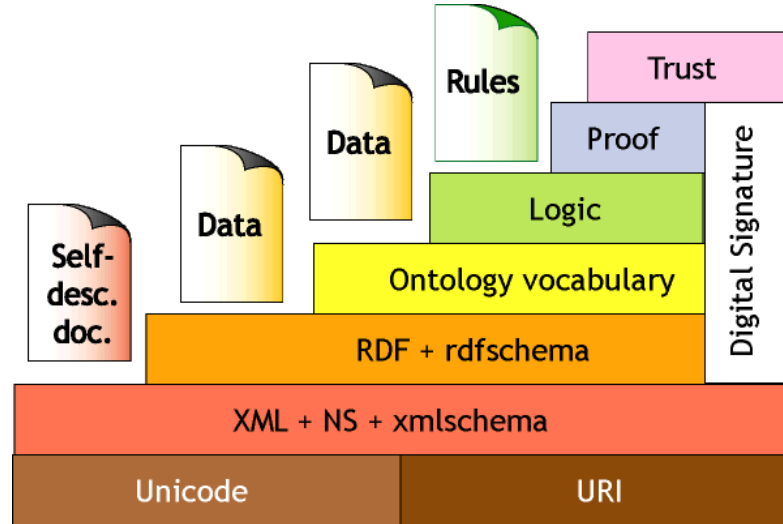 Rules
Trust
Data
Proof
Data
Logic
Self-
desc.
doc.
Ontology vocabulary
Digital Signature
RDF + rdfschema
XML + NS + xmlschema
Unicode
URI